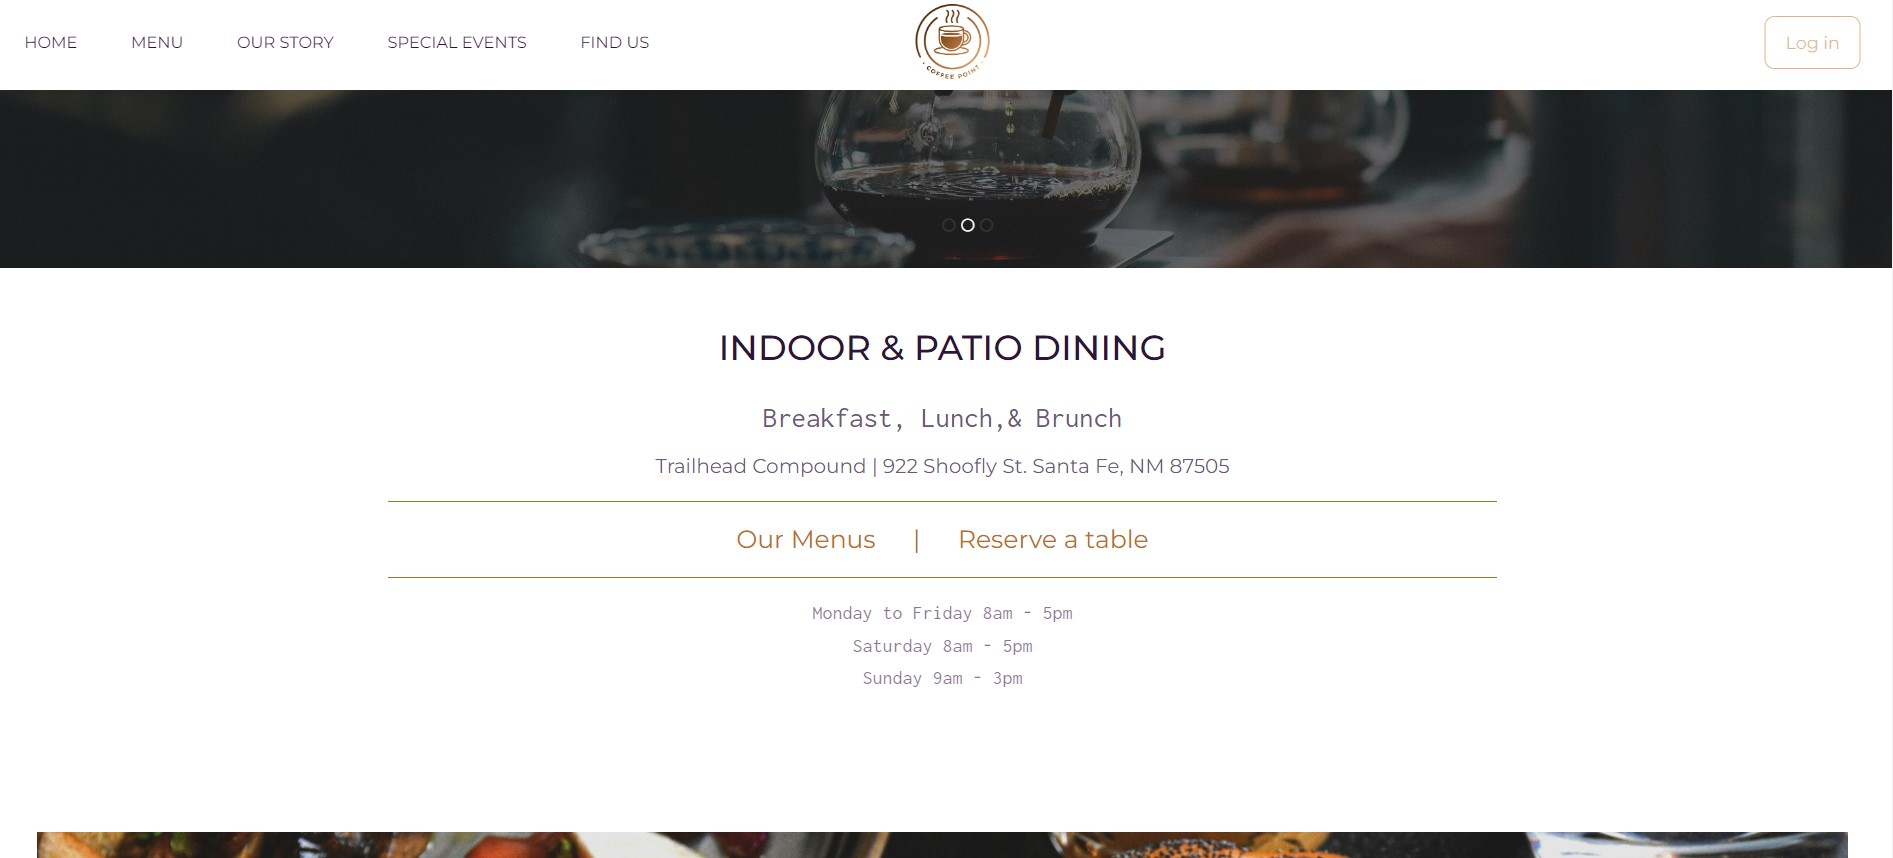 HOME MENU OUR STORY SPECIAL EVENTS FIND US
COFFEE POINT
Log in
INDOOR & PATIO DINING
Breakfast, Lunch,& Brunch
Trailhead Compound | 922 Shoofly St. Santa Fe, NM 87505
Our Menus | Reserve a table
Monday to Friday 8am - 5pm
Saturday 8am - 5pm
Sunday 9am - 3pm